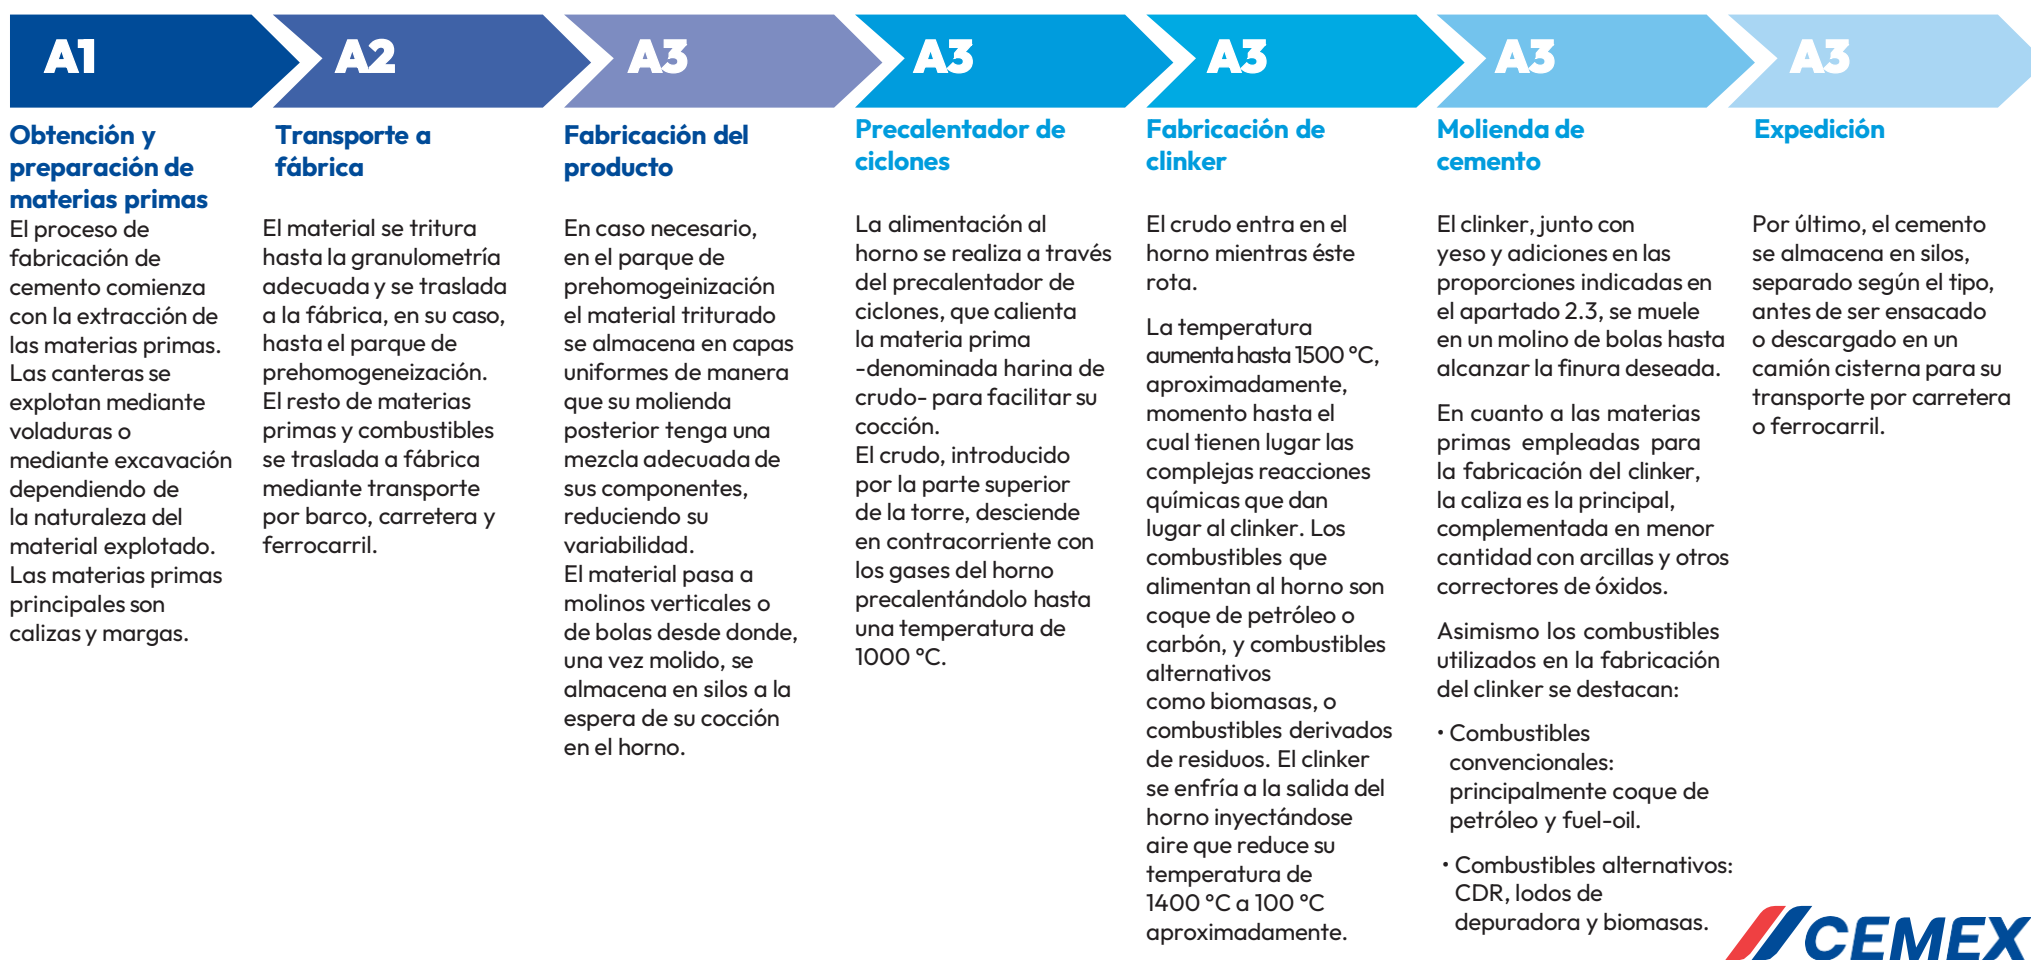 A1
Obtención y
preparación de
materias primas
El proceso de
fabricación de
cemento comienza
con la extracción de
las materias primas.
Las canteras se
explotan mediante
voladuras o
mediante excavación
dependiendo de
la naturaleza del
material explotado.
Las materias primas
principales son
calizas y margas.
A2
Transporte a
fábrica
El material se tritura
hasta la granulometría
adecuada y se traslada
a la fábrica, en su caso,
hasta el parque de
prehomogeneización.
El resto de materias
primas y combustibles
se traslada a fábrica
mediante transporte
por barco, carretera y
ferrocarril.
A3
Fabricación del
producto
En caso necesario,
en el parque de
prehomogeinización
el material triturado
se almacena en capas
uniformes de manera
que su molienda
posterior tenga una
mezcla adecuada de
sus componentes,
reduciendo su
variabilidad.
El material pasa a
molinos verticales o
de bolas desde donde,
una vez molido, se
almacena en silos a la
espera de su cocción
en el horno.
A3
Precalentador de
ciclones
La alimentación al
horno se realiza a través
del precalentador de
ciclones, que calienta
la materia prima
-denominada harina de
crudo- para facilitar su
cocción.
El crudo, introducido
por la parte superior
de la torre, desciende
en contracorriente con
los gases del horno
precalentándolo hasta
una temperatura de
1000 °C.
A3
Fabricación de
clinker
El crudo entra en el
horno mientras éste
rota.
La temperatura
aumenta hasta 1500 °C,
aproximadamente,
momento hasta el
cual tienen lugar las
complejas reacciones
químicas que dan
lugar al clinker. Los
combustibles que
alimentan al horno son
coque de petróleo o
carbón, y combustibles
alternativos
como biomasas, o
combustibles derivados
de residuos. El clinker
se enfría a la salida del
horno inyectándose
aire que reduce su
temperatura de
1400 °C a 100 °C
aproximadamente.
A3
Molienda de
cemento
El clinker, junto con
yeso y adiciones en las
proporciones indicadas en
el apartado 2.3, se muele
en un molino de bolas hasta
alcanzar la finura deseada.
En cuanto a las materias
primas empleadas para
la fabricación del clinker,
la caliza es la principal,
complementada en menor
cantidad con arcillas y otros
correctores de óxidos.
Asimismo los combustibles
utilizados en la fabricación
del clinker se destacan:
• Combustibles
convencionales:
principalmente coque de
petróleo y fuel-oil.
• Combustibles alternativos:
CDR, lodos de
depuradora y biomasas.
A3
Expedición
Por último, el cemento
se almacena en silos,
separado según el tipo,
antes de ser ensacado
o descargado en un
camión cisterna para su
transporte por carretera
o ferrocarril.
CEMEX